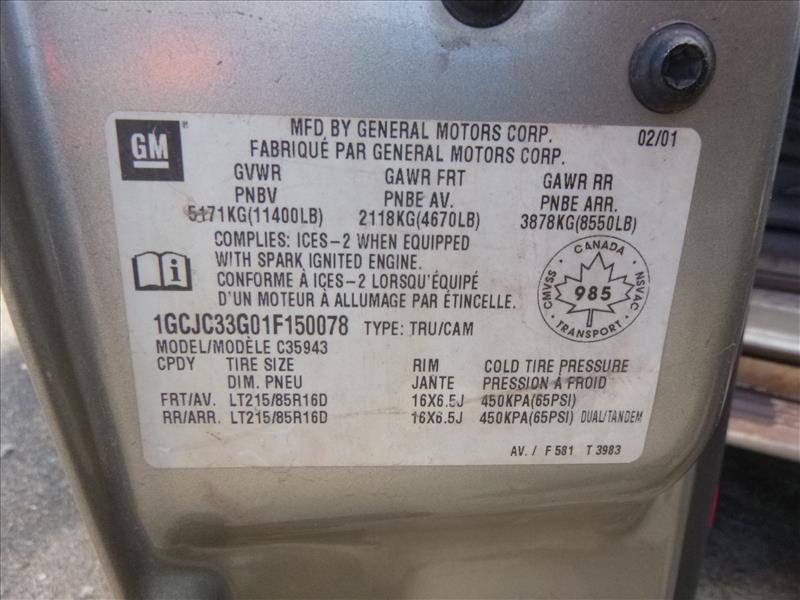 GM
MFD BY GENERAL MOTORS CORP. 02/01
FABRIQUÉ PAR GENERAL MOTORS CORP.
GVWR GAWR FRT GAWR RR
PNBV PNBE AV. PNBE ARR.
5171KG(11400LB) 2118KG(4670LB) 3878KG(8550LB)
COMPLIES: ICES-2 WHEN EQUIPPED
WITH SPARK IGNITED ENGINE.
CONFORME À ICES-2 LORSQU'ÉQUIPÉ
D'UN MOTEUR À ALLUMAGE PAR ÉTINCELLE.
CANADA
CMVSS 985 NSVAC
TRANSPORT
1GCJC33G01F150078 TYPE: TRU/CAM
MODEL/MODÈLE C35943
CPDY TIRE SIZE RIM COLD TIRE PRESSURE
DIM. PNEU JANTE PRESSION À FROID
FRT/AV. LT215/85R16D 16X6.5J 450KPA(65PSI)
RR/ARR. LT215/85R16D 16X6.5J 450KPA(65PSI) DUAL/TANDEM
AV. / F 581 T 3983